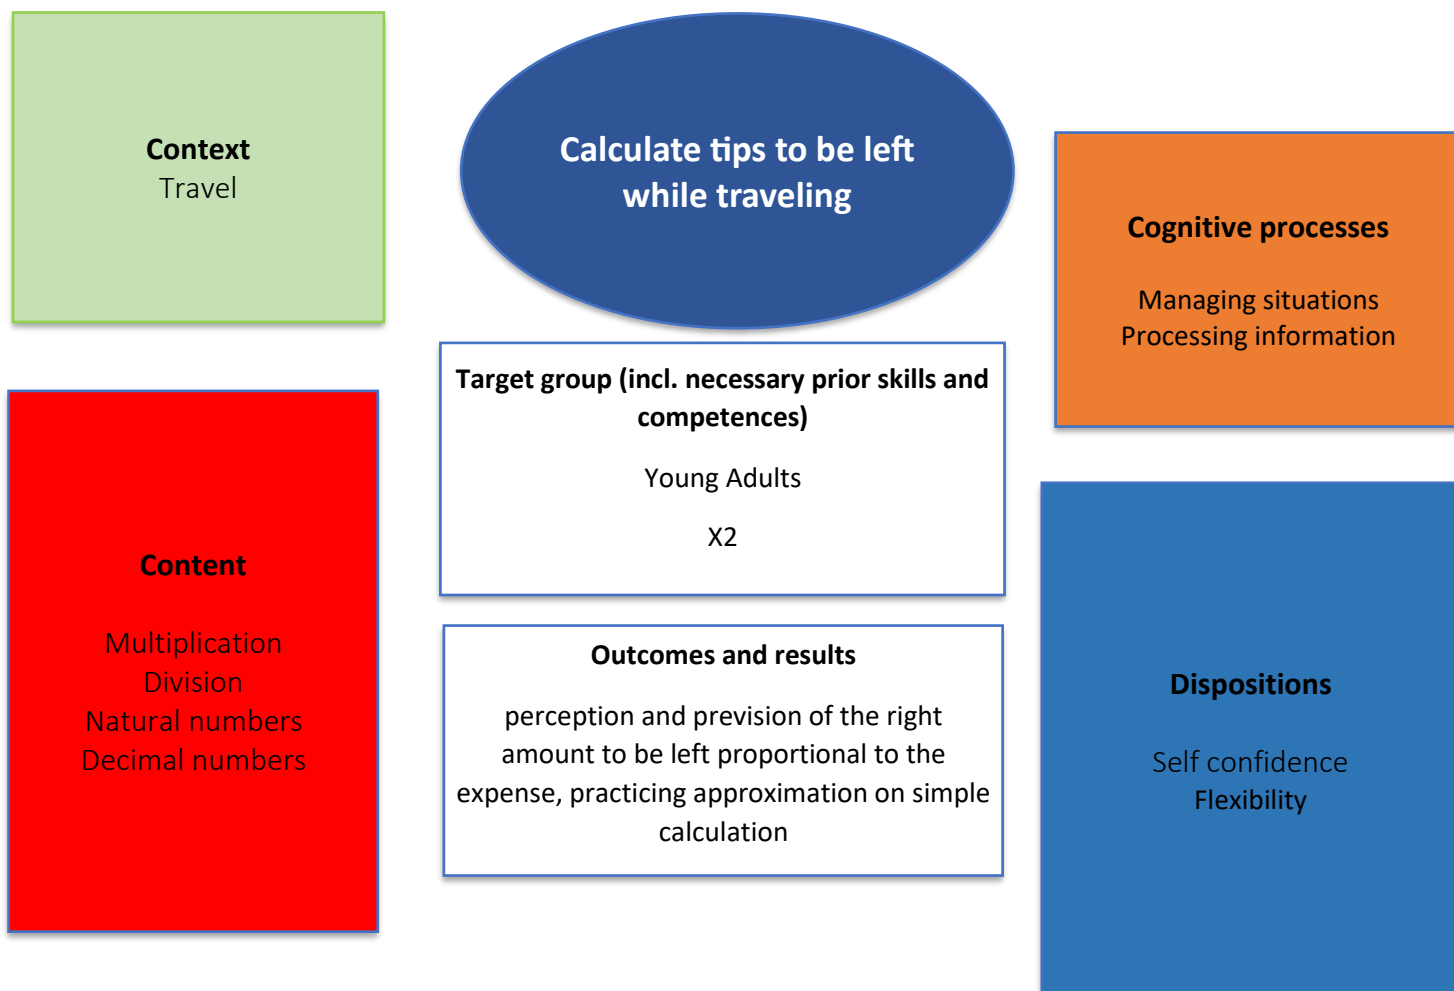 Context
Travel
Calculate tips to be left
while traveling
Cognitive processes
Managing situations
Processing information
Target group (incl. necessary prior skills and
competences)
Young Adults
X2
Content
Multiplication
Division
Natural numbers
Decimal numbers
Outcomes and results
perception and prevision of the right
amount to be left proportional to the
expense, practicing approximation on simple
calculation
Dispositions
Self confidence
Flexibility